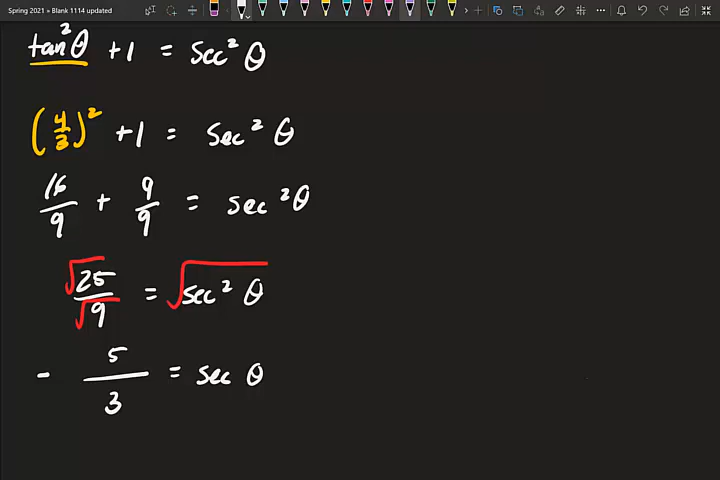 Spring 2021 » Blank 1114 updated
tan²θ + 1 = sec²θ
(4/3)² + 1 = sec²θ
16/9 + 9/9 = sec²θ
√25/√9 = √sec²θ
- 5/3 = sec θ